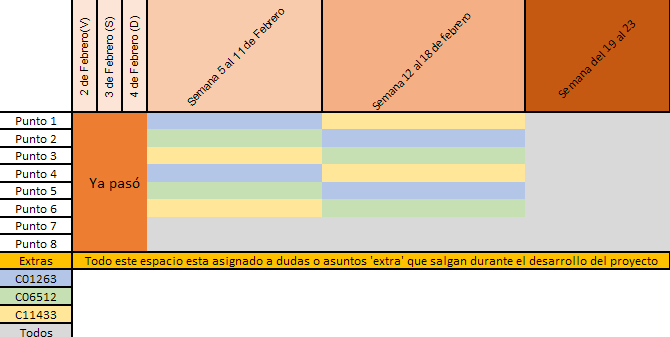 2 de Febrero(V)
3 de Febrero (S)
4 de Febrero (D)
Semana 5 al 11 de Febrero
Semana 12 al 18 de febrero
Semana del 19 al 23
Punto 1
Punto 2
Punto 3
Punto 4
Punto 5
Punto 6
Punto 7
Punto 8
Ya pasó
Extras
Todo este espacio esta asignado a dudas o asuntos 'extra' que salgan durante el desarrollo del proyecto
C01263
C06512
C11433
Todos